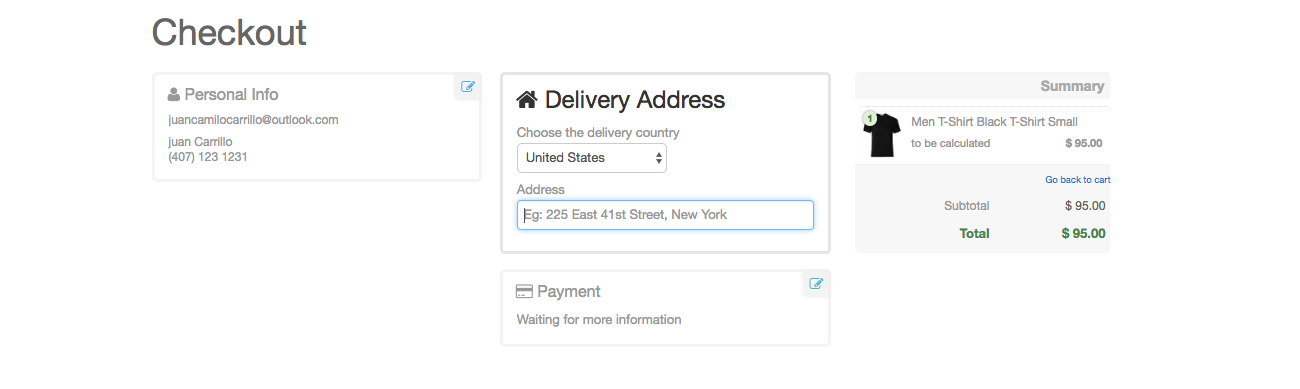 Checkout
Personal Info
juancamilocarrillo@outlook.com
juan Carrillo
(407) 123 1231
Delivery Address
Choose the delivery country
United States
Address
Eg: 225 East 41st Street, New York
Payment
Waiting for more information
Summary
1
Men T-Shirt Black T-Shirt Small
to be calculated $ 95.00
Go back to cart
Subtotal $ 95.00
Total $ 95.00